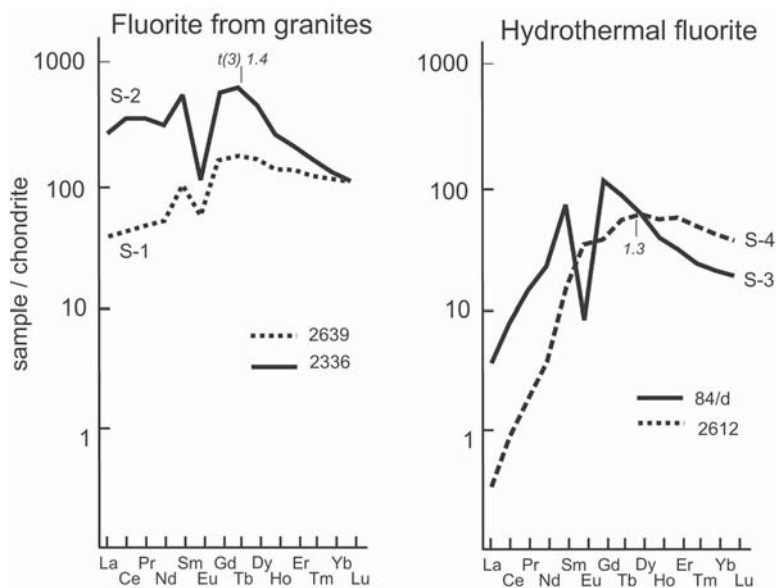 Fluorite from granites
sample / chondrite
1000
100
10
1
t(3) 1.4
S-2
S-1
2639
2336
La Pr Sm Gd Dy Er Yb
Ce Nd Eu Tb Ho Tm Lu
Hydrothermal fluorite
1000
100
10
1
S-4
S-3
1.3
84/d
2612
La Pr Sm Gd Dy Er Yb
Ce Nd Eu Tb Ho Tm Lu